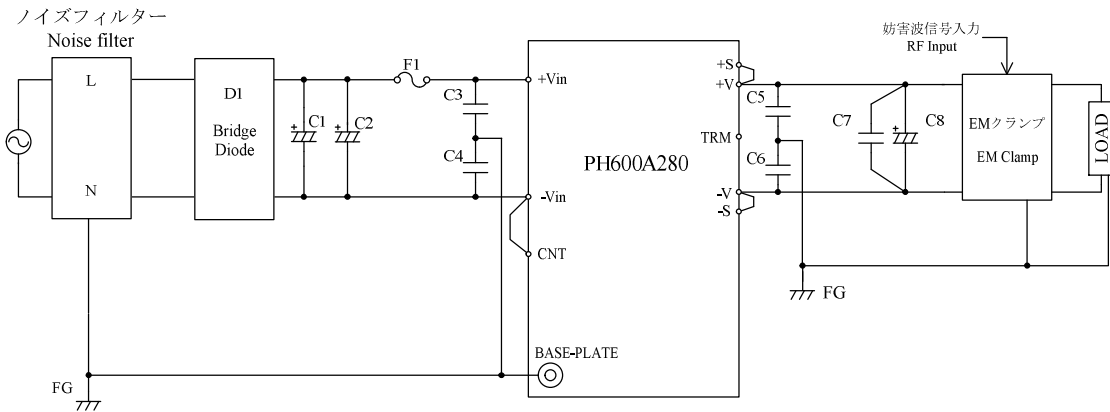 ノイズフィルター
Noise filter
妨害波信号入力
RF Input
L
N
D1
Bridge
Diode
C1
C2
F1
C3
C4
+Vin
-Vin
CNT
BASE-PLATE
PH600A280
+S
+V
TRM
-V
-S
C5
C6
C7
C8
EMクランプ
EM Clamp
LOAD
FG
FG